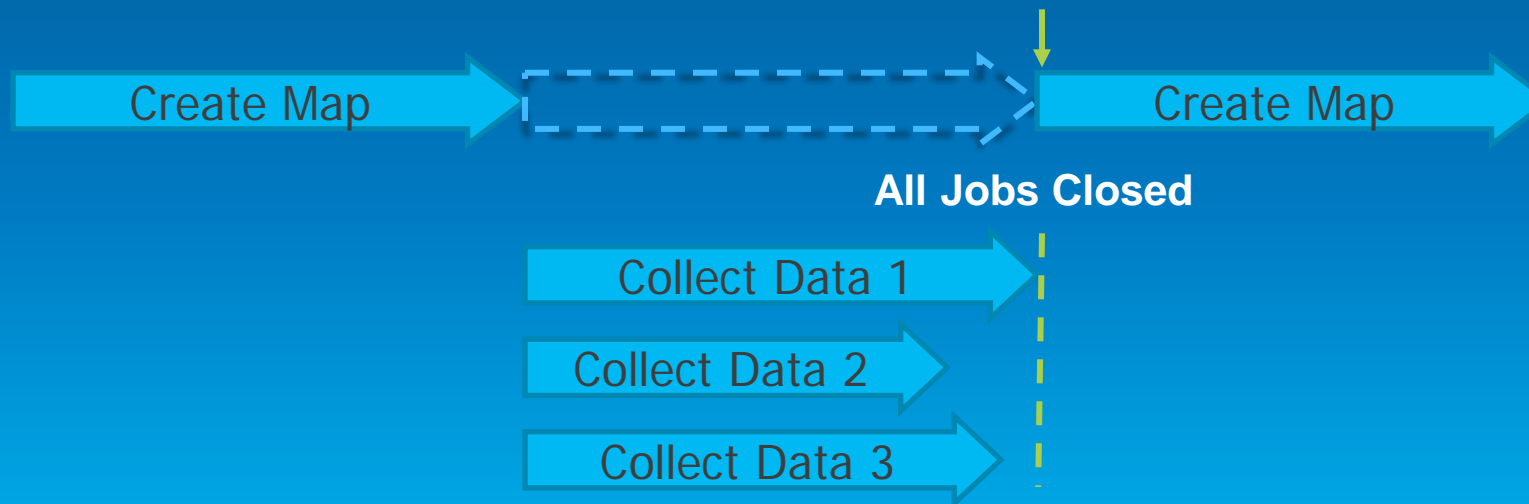 Create Map
Create Map
All Jobs Closed
Collect Data 1
Collect Data 2
Collect Data 3